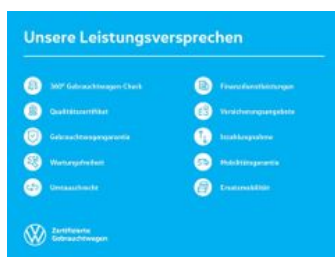 Unsere Leistungsversprechen
360° Gebrauchtwagen-Check
Qualitätszertifikat
Gebrauchtwagengarantie
Wartungsfreiheit
Umtauschrecht
Finanzdienstleistungen
Versicherungsangebote
Inzahlungnahme
Mobilitätsgarantie
Ersatzmobilität
Zertifizierte
Gebrauchtwagen